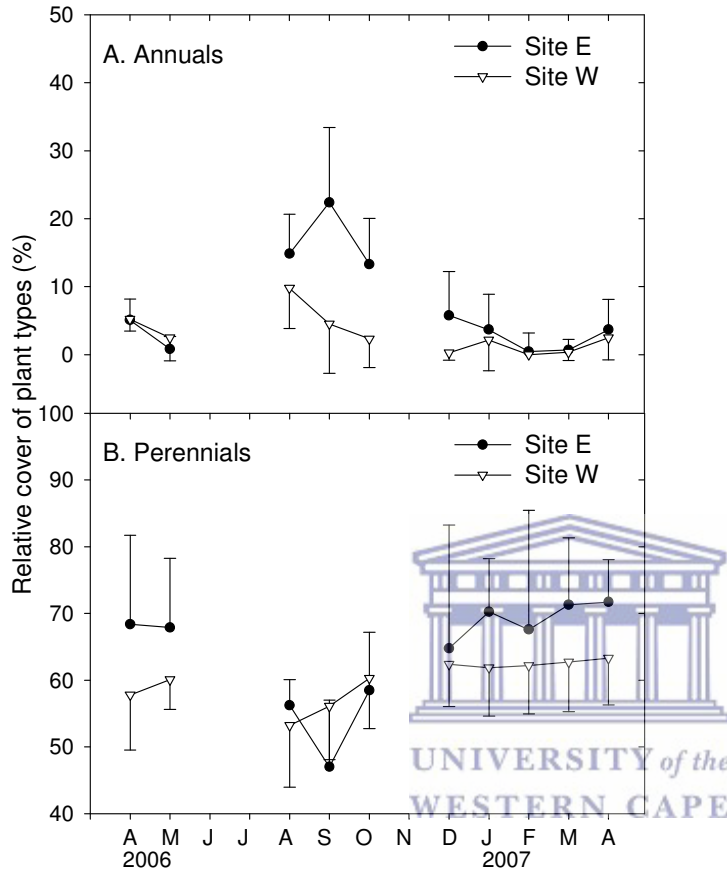 Relative cover of plant types (%)
50
40
30
20
10
0
A. Annuals
Site E
Site W
100
90
80
70
60
50
40
B. Perennials
Site E
Site W
UNIVERSITY of the
WESTERN CAPE
A M J J A S O N D J F M A
2006 2007